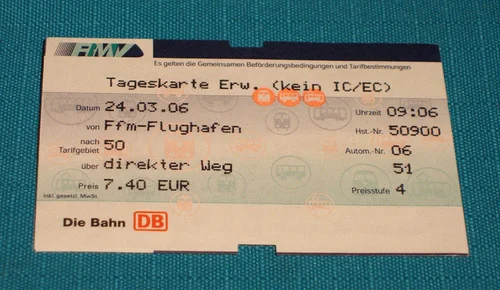 RMV
Es gelten die Gemeinsamen Beförderungsbedingungen und Tarifbestimmungen
Tageskarte Erw. (kein IC/EC)
Datum 24.03.06 Uhrzeit 09:06
von Ffm-Flughafen Hst.-Nr. 50900
nach Tarifgebiet 50 Autom.-Nr. 06
über direkter Weg 51
Preis 7.40 EUR Preisstufe 4
inkl. gesetzl. MwSt.
Die Bahn DB